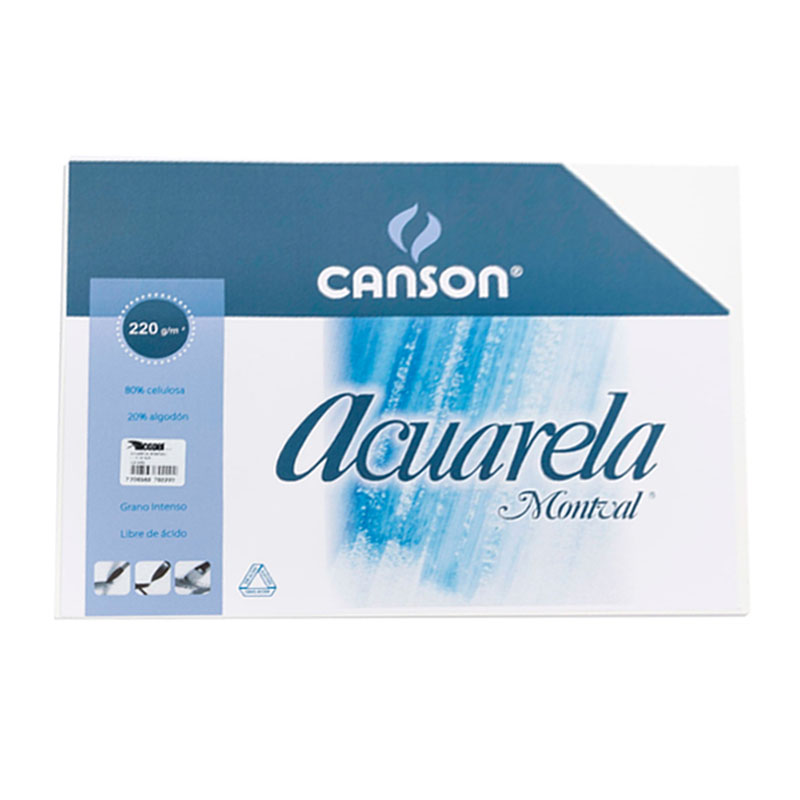 CANSON®
220 g/m²
80% celulosa
20% algodón
Grano Intenso
Libre de ácido
acuarela
Montval®